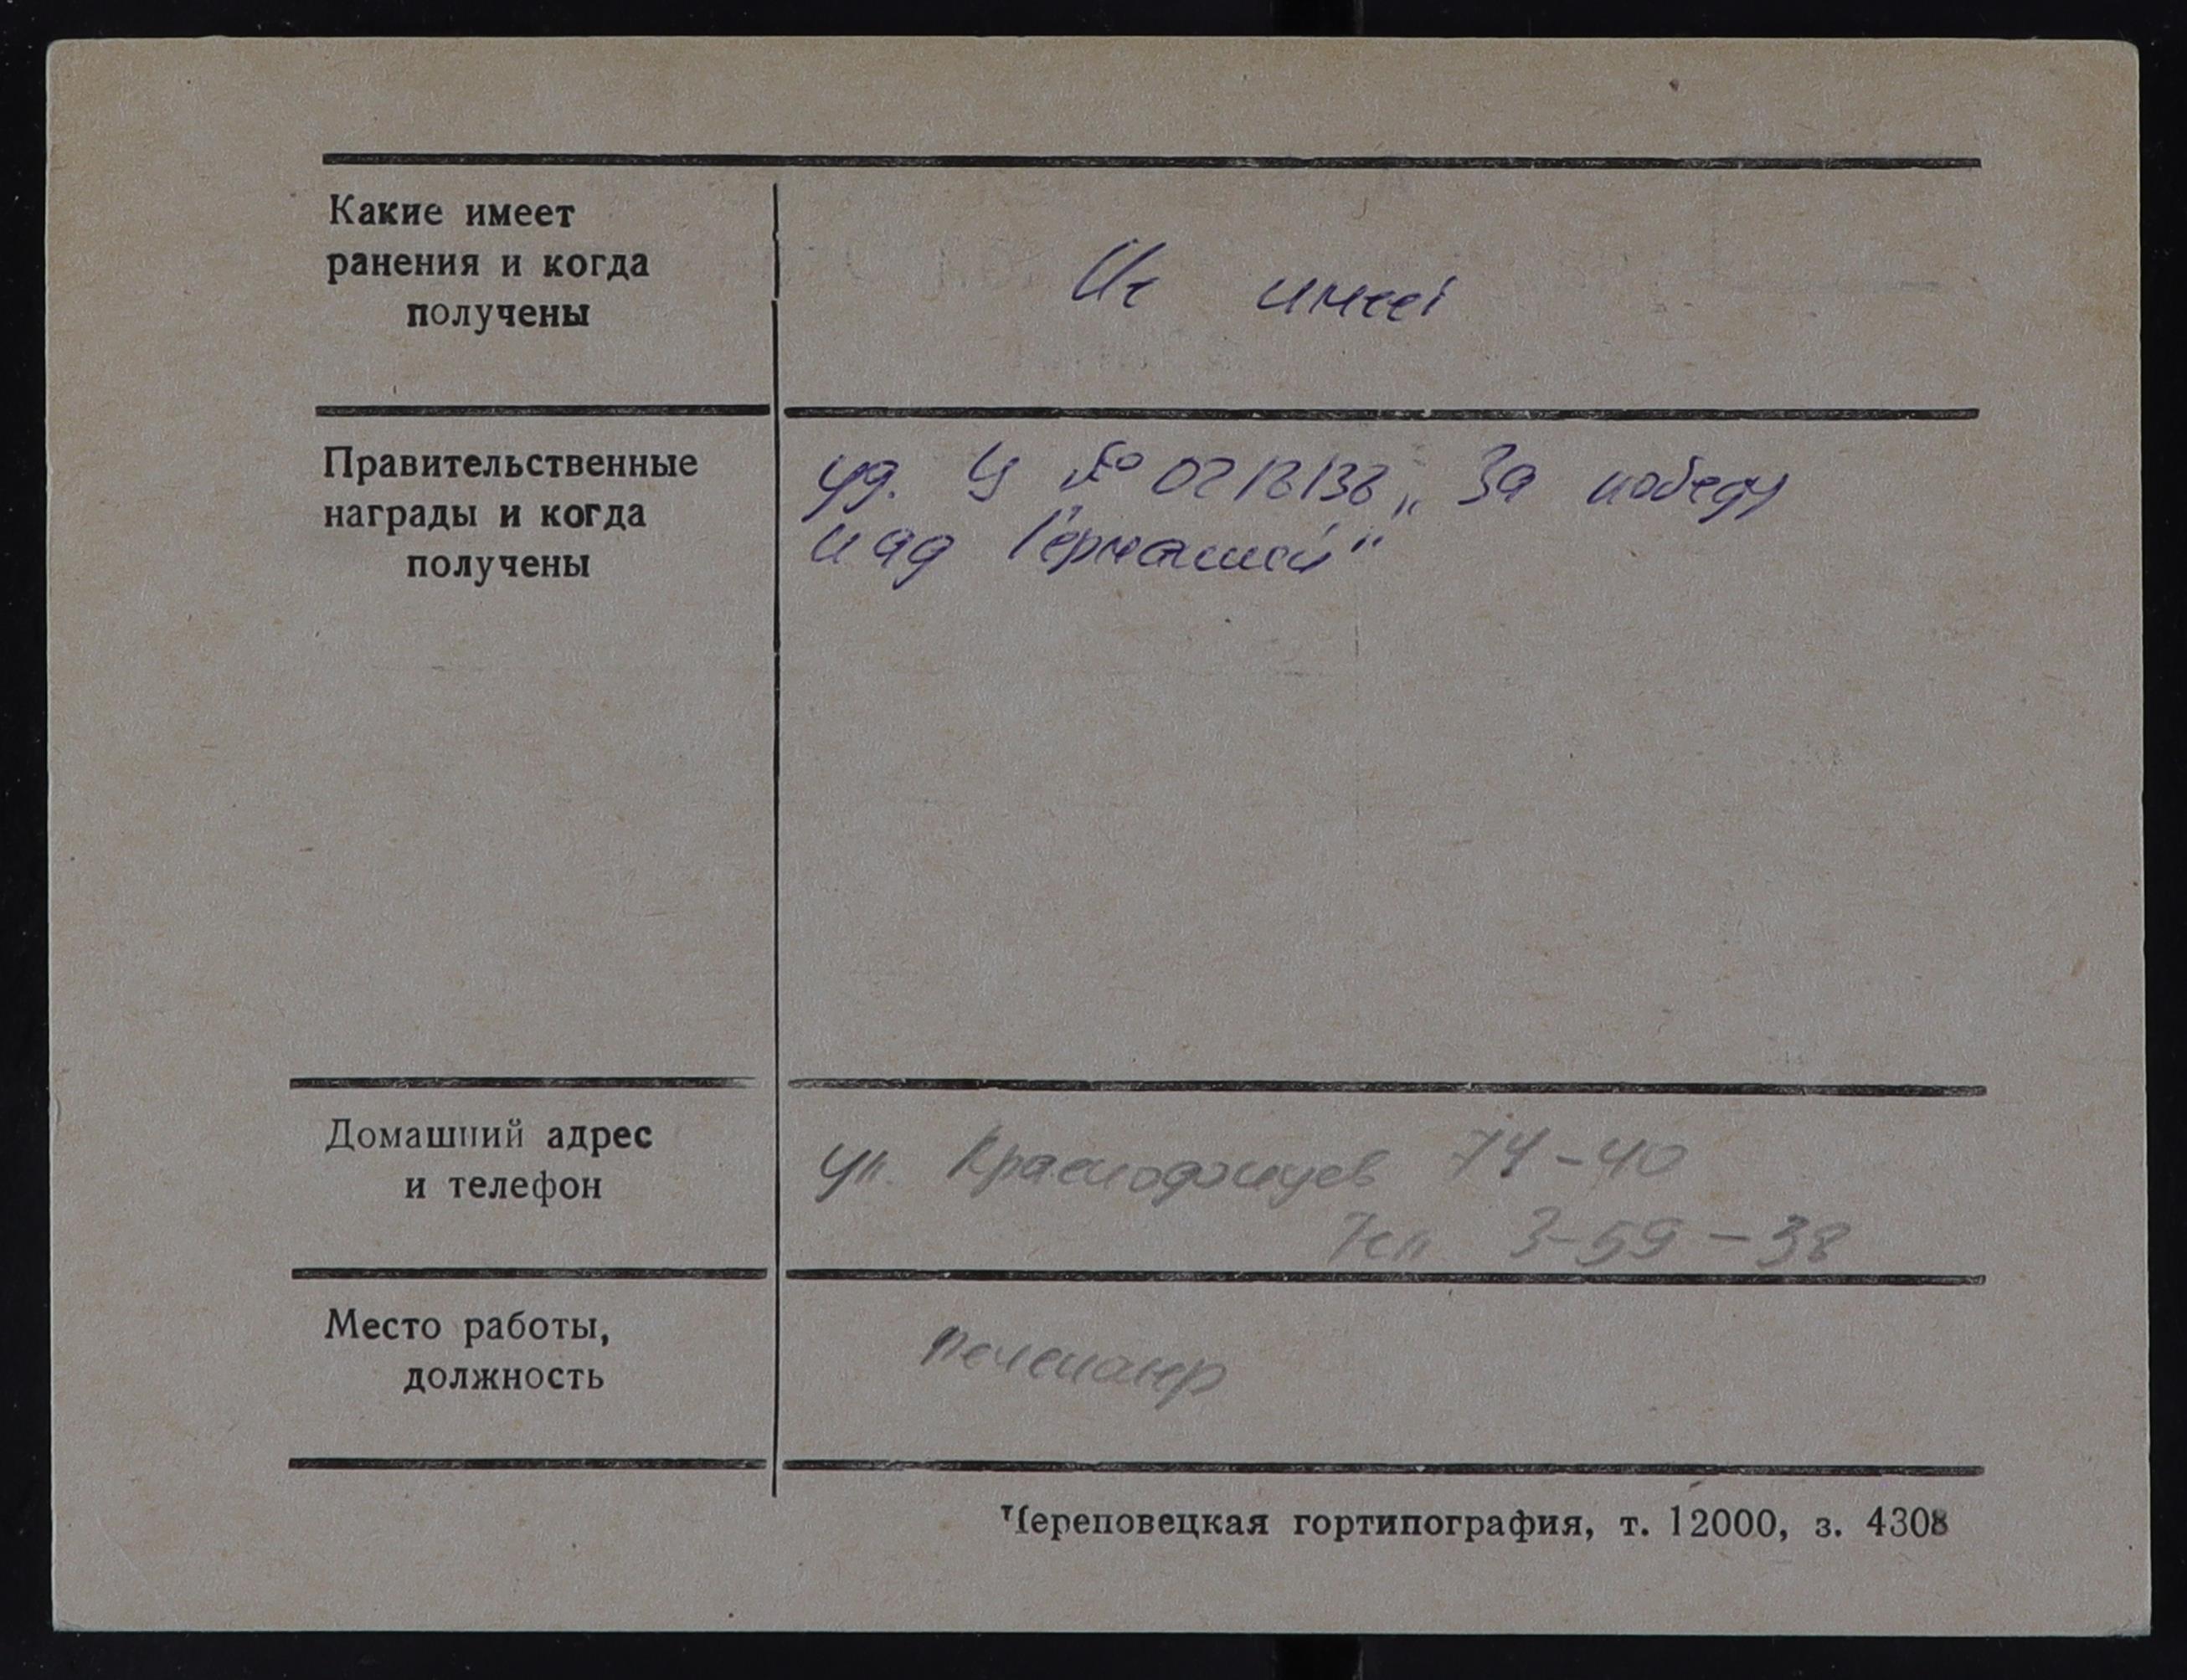 Какие имеет
ранения и когда
получены
Не имеет
Правительственные
награды и когда
получены
уд. Ц № 0218138 „За победу
над Германией"
Домашний адрес
и телефон
ул. Краснодонцев 74-40
Тел 3-59-38
Место работы,
должность
пенсионер
Череповецкая гортипография, т. 12000, з. 4308